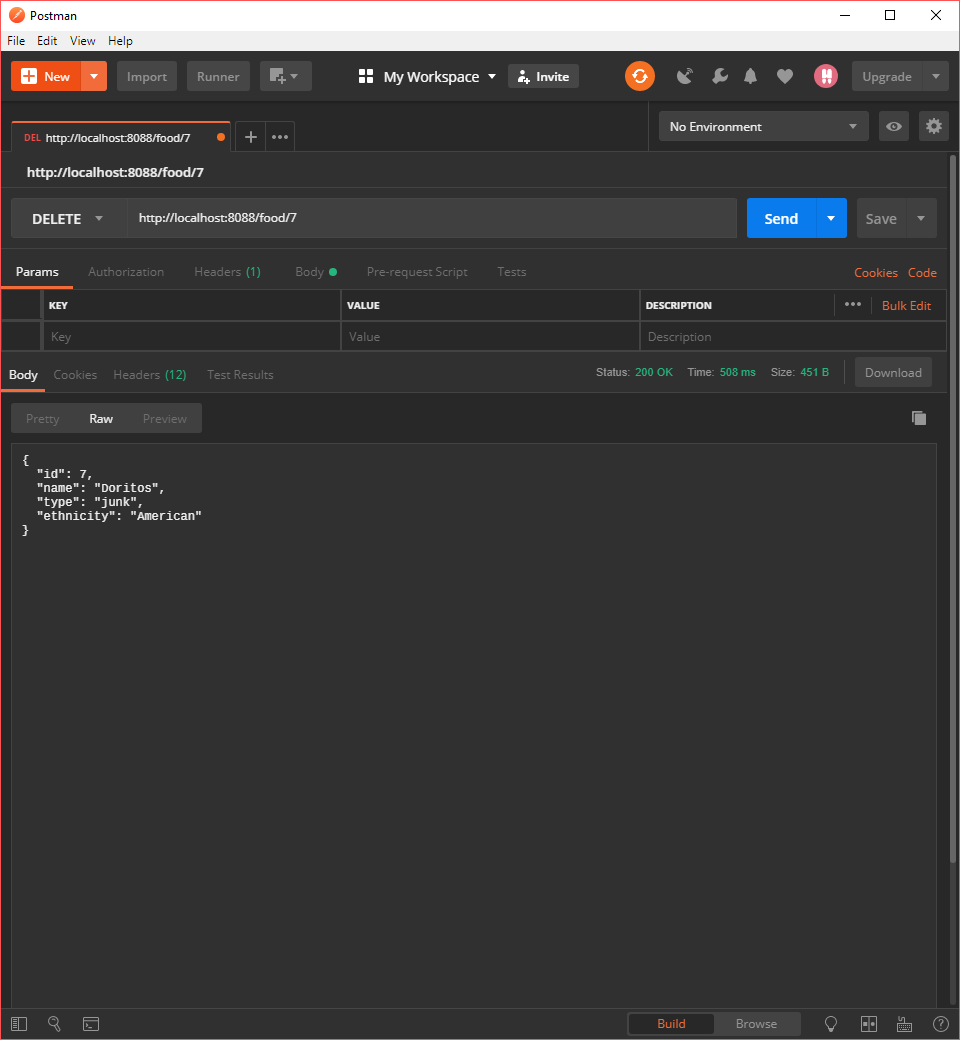 Postman
File Edit View Help
New Import Runner My Workspace Invite Upgrade
DEL http://localhost:8088/food/7 No Environment
http://localhost:8088/food/7
DELETE http://localhost:8088/food/7 Send Save
Params Authorization Headers (1) Body Pre-request Script Tests Cookies Code
KEY VALUE DESCRIPTION Bulk Edit
Key Value Description
Body Cookies Headers (12) Test Results Status: 200 OK Time: 508 ms Size: 451 B Download
Pretty Raw Preview
{
"id": 7,
"name": "Doritos",
"type": "junk",
"ethnicity": "American"
}
Build Browse